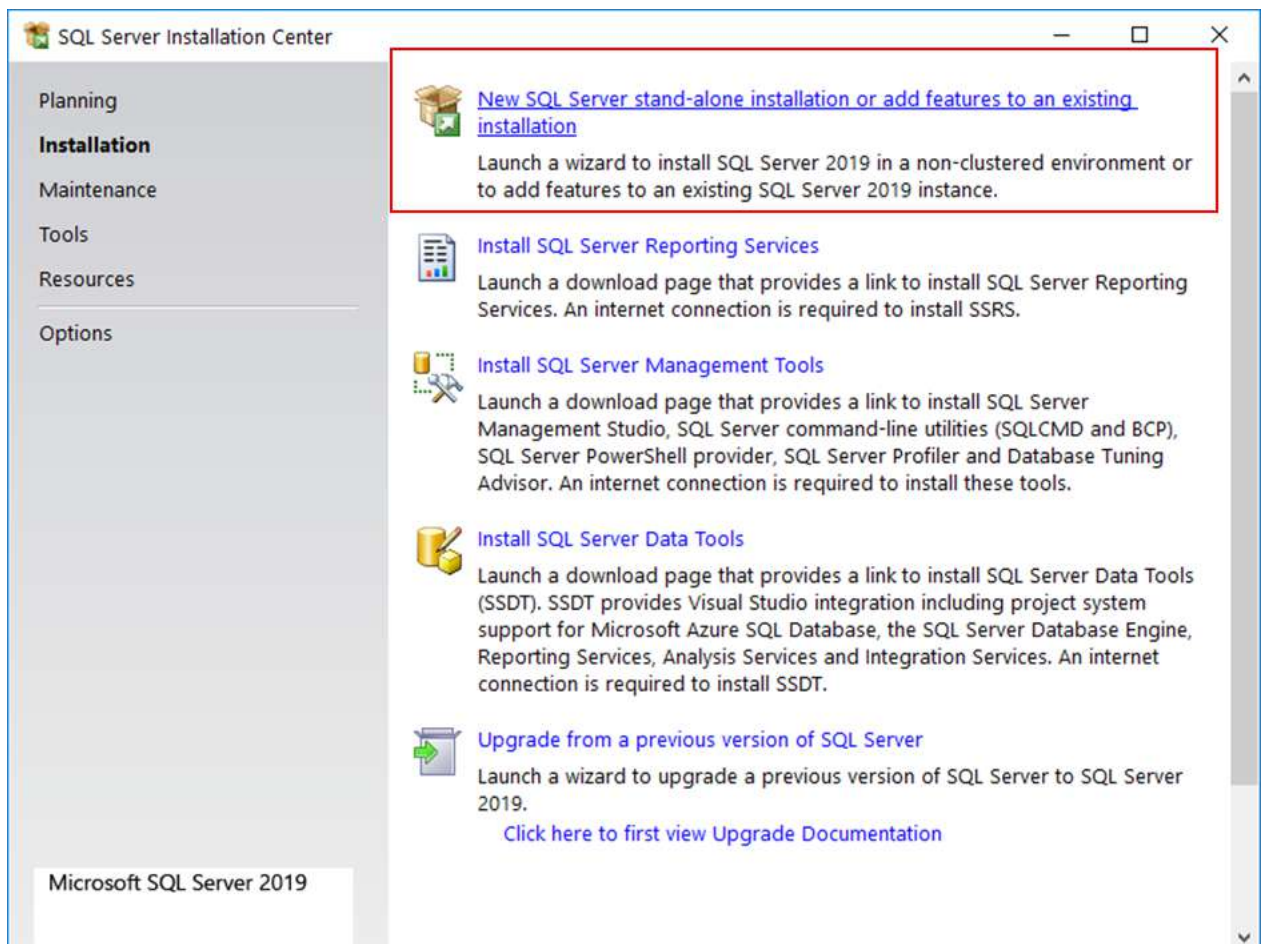 SQL Server Installation Center
Planning
Installation
Maintenance
Tools
Resources
Options
Microsoft SQL Server 2019
New SQL Server stand-alone installation or add features to an existing
installation
Launch a wizard to install SQL Server 2019 in a non-clustered environment or
to add features to an existing SQL Server 2019 instance.
Install SQL Server Reporting Services
Launch a download page that provides a link to install SQL Server Reporting
Services. An internet connection is required to install SSRS.
Install SQL Server Management Tools
Launch a download page that provides a link to install SQL Server
Management Studio, SQL Server command-line utilities (SQLCMD and BCP),
SQL Server PowerShell provider, SQL Server Profiler and Database Tuning
Advisor. An internet connection is required to install these tools.
Install SQL Server Data Tools
Launch a download page that provides a link to install SQL Server Data Tools
(SSDT). SSDT provides Visual Studio integration including project system
support for Microsoft Azure SQL Database, the SQL Server Database Engine,
Reporting Services, Analysis Services and Integration Services. An internet
connection is required to install SSDT.
Upgrade from a previous version of SQL Server
Launch a wizard to upgrade a previous version of SQL Server to SQL Server
2019.
Click here to first view Upgrade Documentation